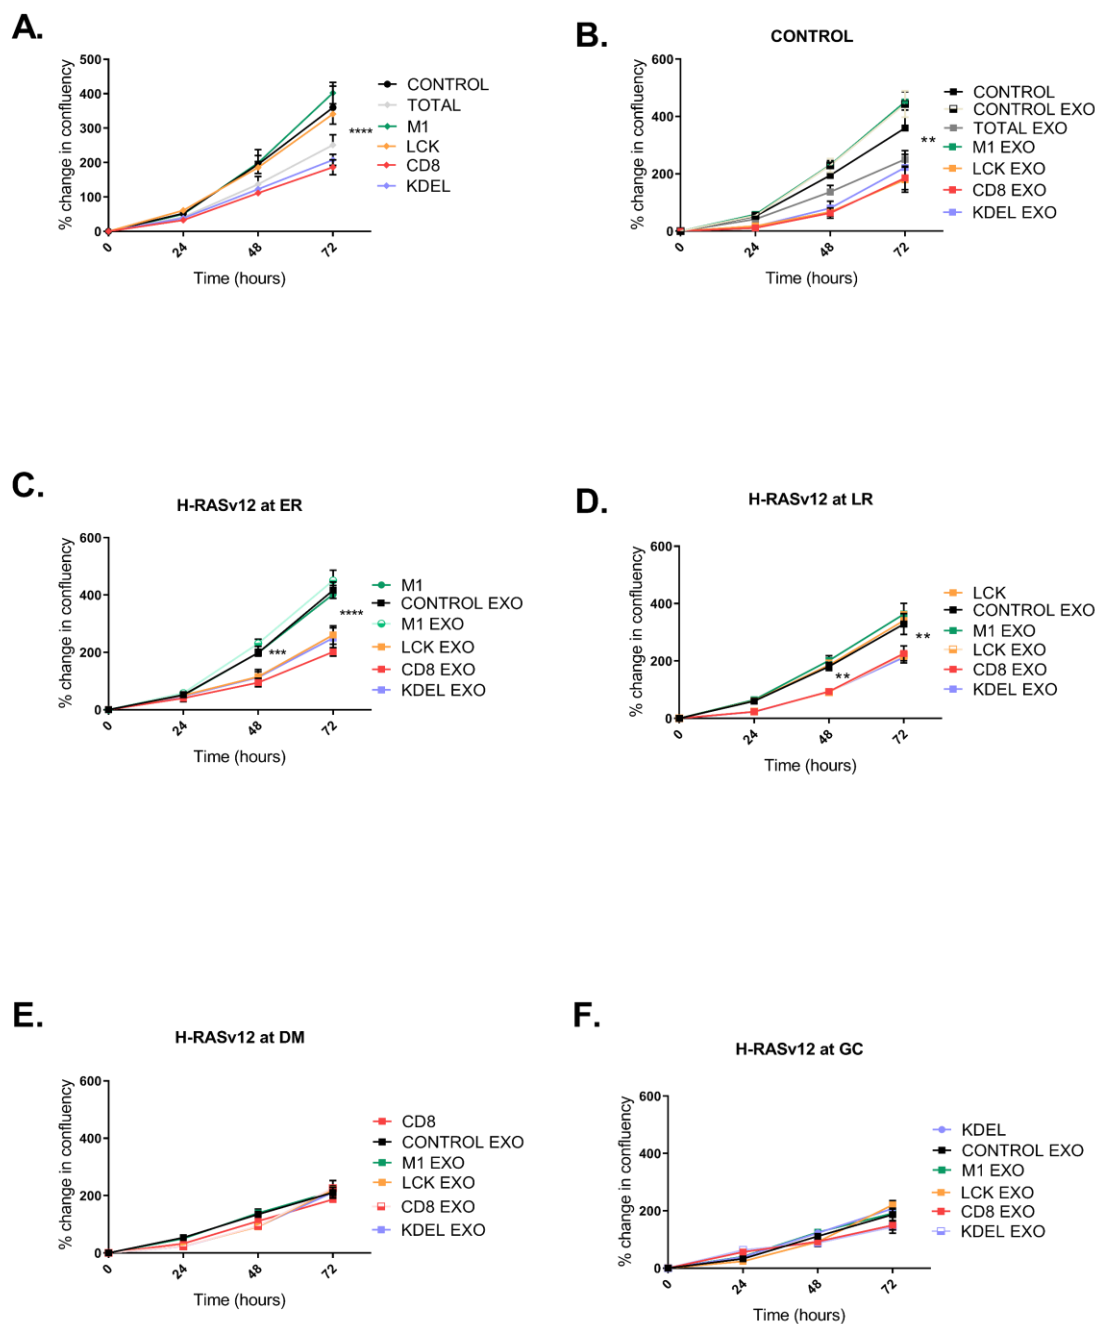 A.
% change in confluency
500
400
300
200
100
0
0
24
48
72
Time (hours)
****
CONTROL
TOTAL
M1
LCK
CD8
KDEL
B.
CONTROL
% change in confluency
600
400
200
0
0
24
48
72
Time (hours)
**
CONTROL
CONTROL EXO
TOTAL EXO
M1 EXO
LCK EXO
CD8 EXO
KDEL EXO
C.
H-RASv12 at ER
% change in confluency
600
400
200
0
0
24
48
72
Time (hours)
***
****
M1
CONTROL EXO
M1 EXO
LCK EXO
CD8 EXO
KDEL EXO
D.
H-RASv12 at LR
% change in confluency
600
400
200
0
0
24
48
72
Time (hours)
**
**
LCK
CONTROL EXO
M1 EXO
LCK EXO
CD8 EXO
KDEL EXO
E.
H-RASv12 at DM
% change in confluency
600
400
200
0
0
24
48
72
Time (hours)
CD8
CONTROL EXO
M1 EXO
LCK EXO
CD8 EXO
KDEL EXO
F.
H-RASv12 at GC
% change in confluency
600
400
200
0
0
24
48
72
Time (hours)
KDEL
CONTROL EXO
M1 EXO
LCK EXO
CD8 EXO
KDEL EXO